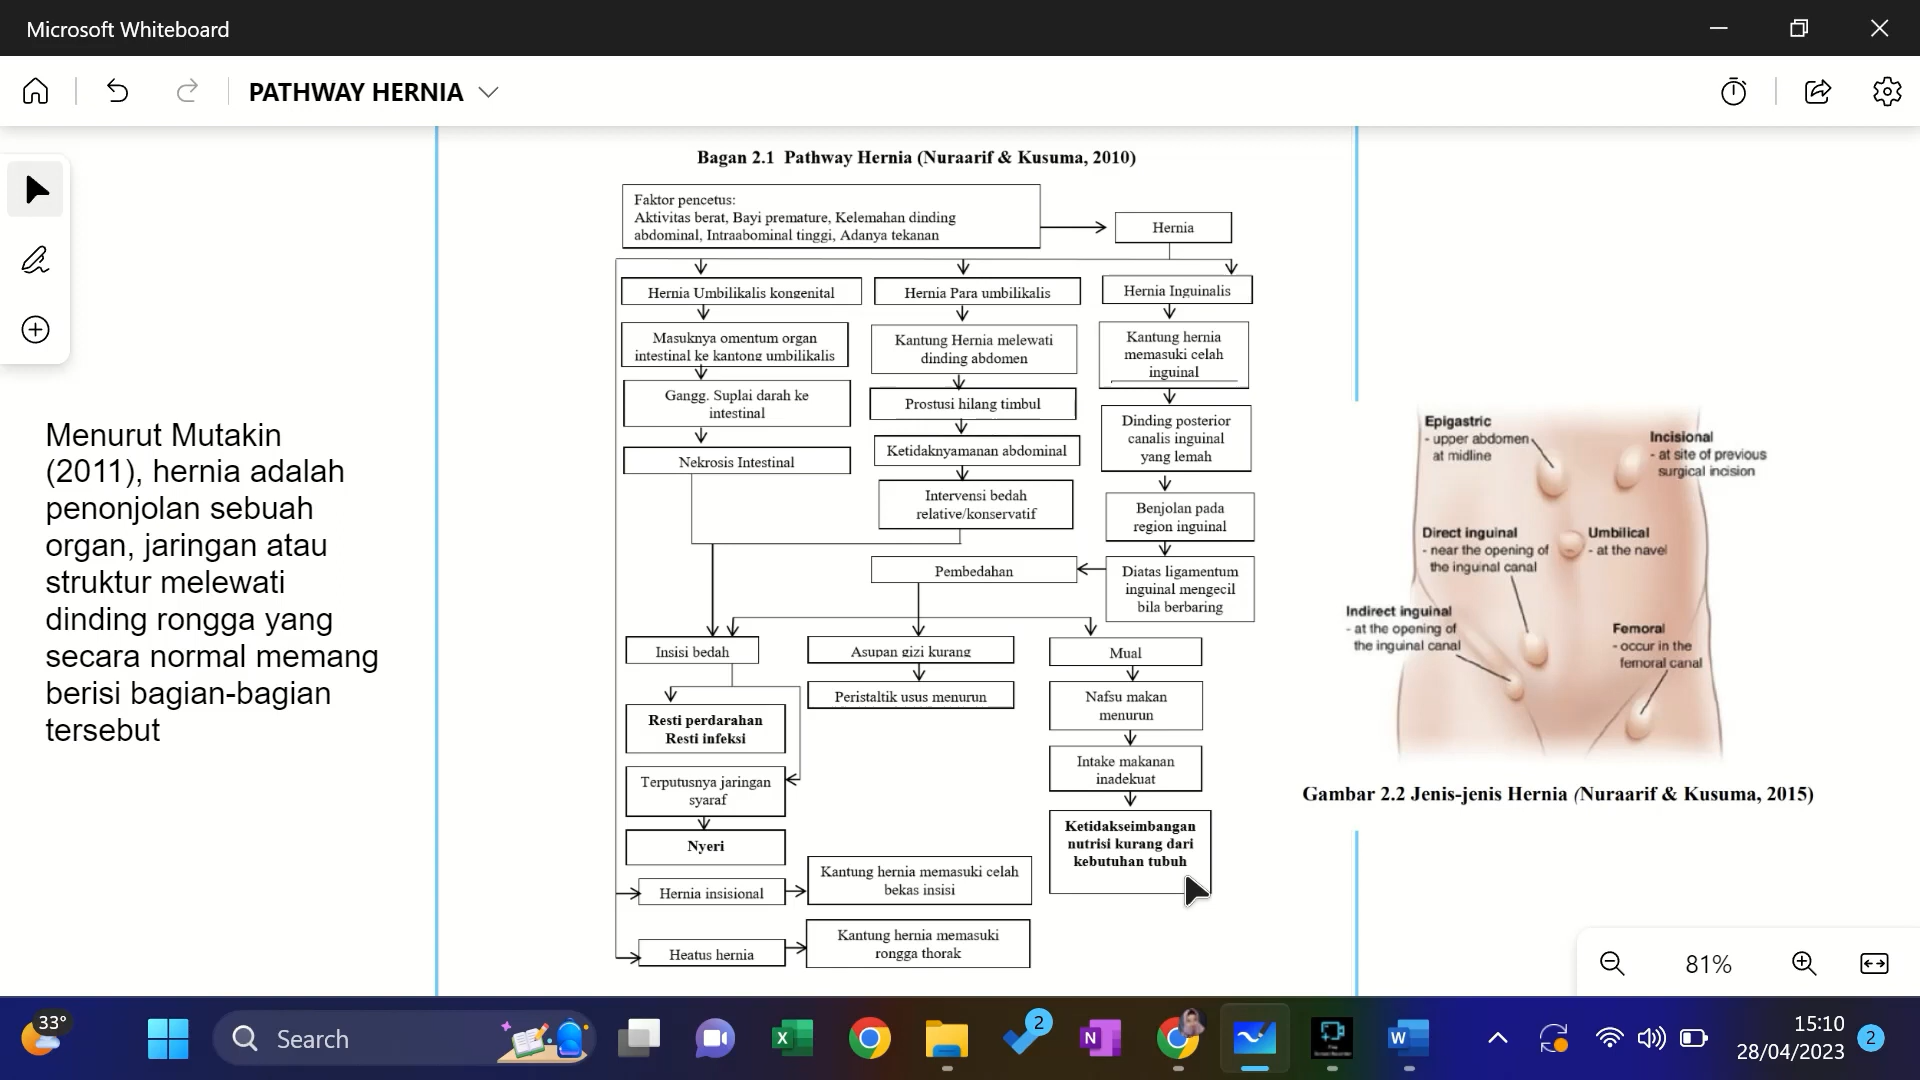 Microsoft Whiteboard
PATHWAY HERNIA
Menurut Mutakin
(2011), hernia adalah
penonjolan sebuah
organ, jaringan atau
struktur melewati
dinding rongga yang
secara normal memang
berisi bagian-bagian
tersebut
Bagan 2.1 Pathway Hernia (Nuraarif & Kusuma, 2010)
Faktor pencetus:
Aktivitas berat, Bayi premature, Kelemahan dinding
abdominal, Intraabominal tinggi, Adanya tekanan
Hernia
Hernia Umbilikalis kongenital
Hernia Para umbilikalis
Hernia Inguinalis
Masuknya omentum organ
intestinal ke kantong umbilikalis
Kantung Hernia melewati
dinding abdomen
Kantung hernia
memasuki celah
inguinal
Gangg. Suplai darah ke
intestinal
Prostusi hilang timbul
Dinding posterior
canalis inguinal
yang lemah
Nekrosis Intestinal
Ketidaknyamanan abdominal
Intervensi bedah
relative/konservatif
Benjolan pada
region inguinal
Pembedahan
Diatas ligamentum
inguinal mengecil
bila berbaring
Insisi bedah
Asupan gizi kurang
Mual
Resti perdarahan
Resti infeksi
Peristaltik usus menurun
Nafsu makan
menurun
Terputusnya jaringan
syaraf
Intake makanan
inadekuat
Nyeri
Ketidakseimbangan
nutrisi kurang dari
kebutuhan tubuh
Hernia insisional
Kantung hernia memasuki celah
bekas insisi
Heatus hernia
Kantung hernia memasuki
rongga thorak
Epigastric
- upper abdomen
at midline
Incisional
- at site of previous
surgical incision
Direct inguinal
- near the opening of
the inguinal canal
Umbilical
- at the navel
Indirect inguinal
- at the opening of
the inguinal canal
Femoral
- occur in the
femoral canal
Gambar 2.2 Jenis-jenis Hernia (Nuraarif & Kusuma, 2015)
81%
33°
Search
2
15:10
28/04/2023
2